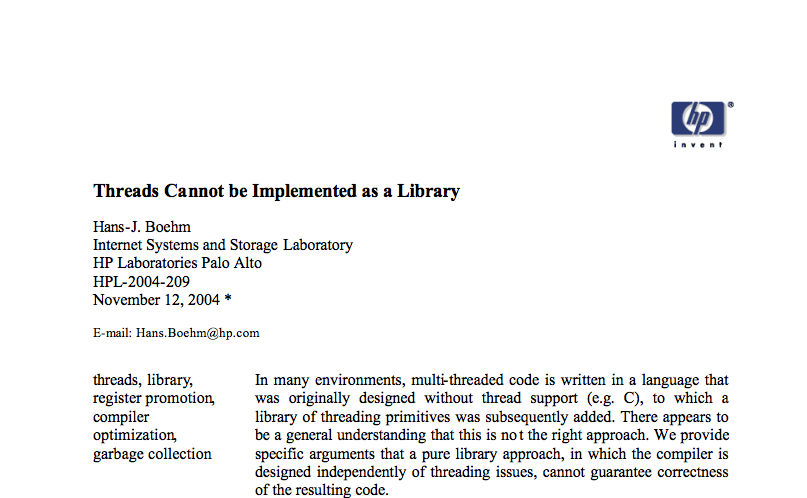 hp
®
invent
Threads Cannot be Implemented as a Library
Hans-J. Boehm
Internet Systems and Storage Laboratory
HP Laboratories Palo Alto
HPL-2004-209
November 12, 2004 *
E-mail: Hans.Boehm@hp.com
threads, library,
register promotion,
compiler
optimization,
garbage collection
In many environments, multi-threaded code is written in a language that
was originally designed without thread support (e.g. C), to which a
library of threading primitives was subsequently added. There appears to
be a general understanding that this is not the right approach. We provide
specific arguments that a pure library approach, in which the compiler is
designed independently of threading issues, cannot guarantee correctness
of the resulting code.